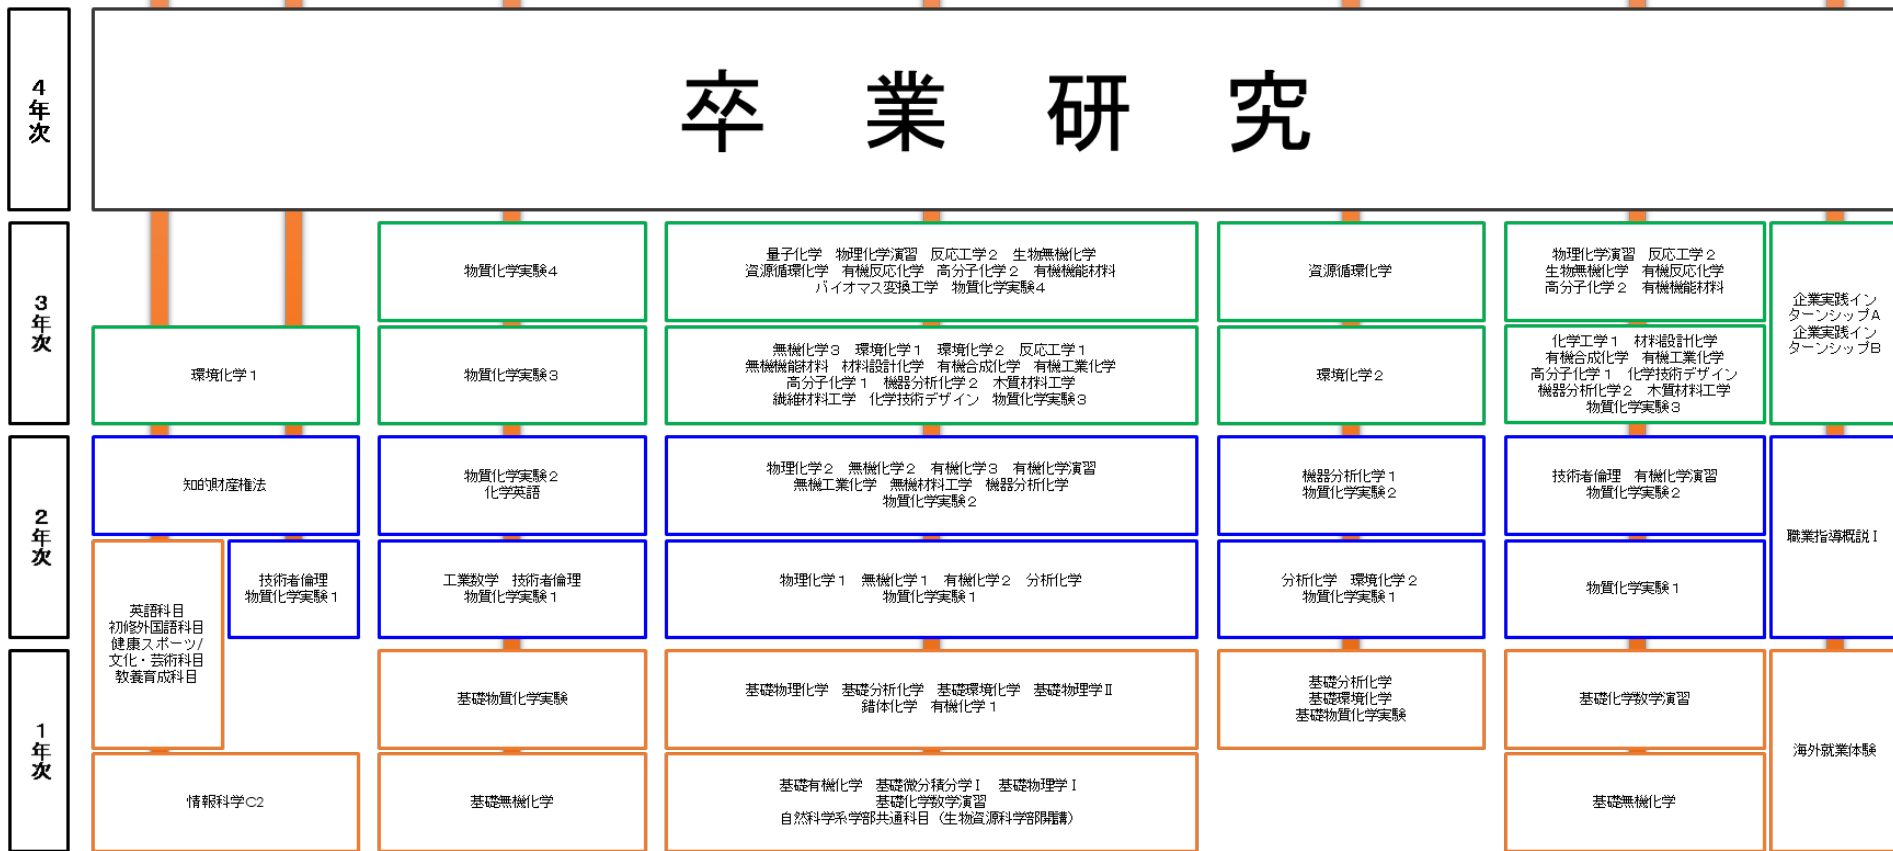 4年次
卒業研究
3年次
物質化学実験4
量子化学 物理化学演習 反応工学2 生物無機化学
資源循環化学 有機反応化学 高分子化学2 有機機能材料
バイオマス変換工学 物質化学実験4
資源循環化学
物理化学演習 反応工学2
生物無機化学 有機反応化学
高分子化学2 有機機能材料
企業実践イン
ターンシップA
企業実践イン
ターンシップB
環境化学1
物質化学実験3
無機化学3 環境化学1 環境化学2 反応工学1
無機機能材料 材料設計化学 有機合成化学 有機工業化学
高分子化学1 機器分析化学2 木質材料工学
繊維材料工学 化学技術デザイン 物質化学実験3
環境化学2
化学工学1 材料設計化学
有機合成化学 有機工業化学
高分子化学1 化学技術デザイン
機器分析化学2 木質材料工学
物質化学実験3
2年次
知的財産権法
物質化学実験2
化学英語
物理化学2 無機化学2 有機化学3 有機化学演習
無機工業化学 無機材料工学 機器分析化学
物質化学実験2
機器分析化学1
物質化学実験2
技術者倫理 有機化学演習
物質化学実験2
職業指導概説Ⅰ
英語科目
初修外国語科目
健康スポーツ/
文化・芸術科目
教養育成科目
技術者倫理
物質化学実験1
工業数学 技術者倫理
物質化学実験1
物理化学1 無機化学1 有機化学2 分析化学
物質化学実験1
分析化学 環境化学2
物質化学実験1
物質化学実験1
1年次
基礎物質化学実験
基礎物理化学 基礎分析化学 基礎環境化学 基礎物理学Ⅱ
錯体化学 有機化学1
基礎分析化学
基礎環境化学
基礎物質化学実験
基礎化学数学演習
海外就業体験
情報科学C2
基礎無機化学
基礎有機化学 基礎微分積分学Ⅰ 基礎物理学Ⅰ
基礎化学数学演習
自然科学系学部共通科目（生物資源科学部開講）
基礎無機化学